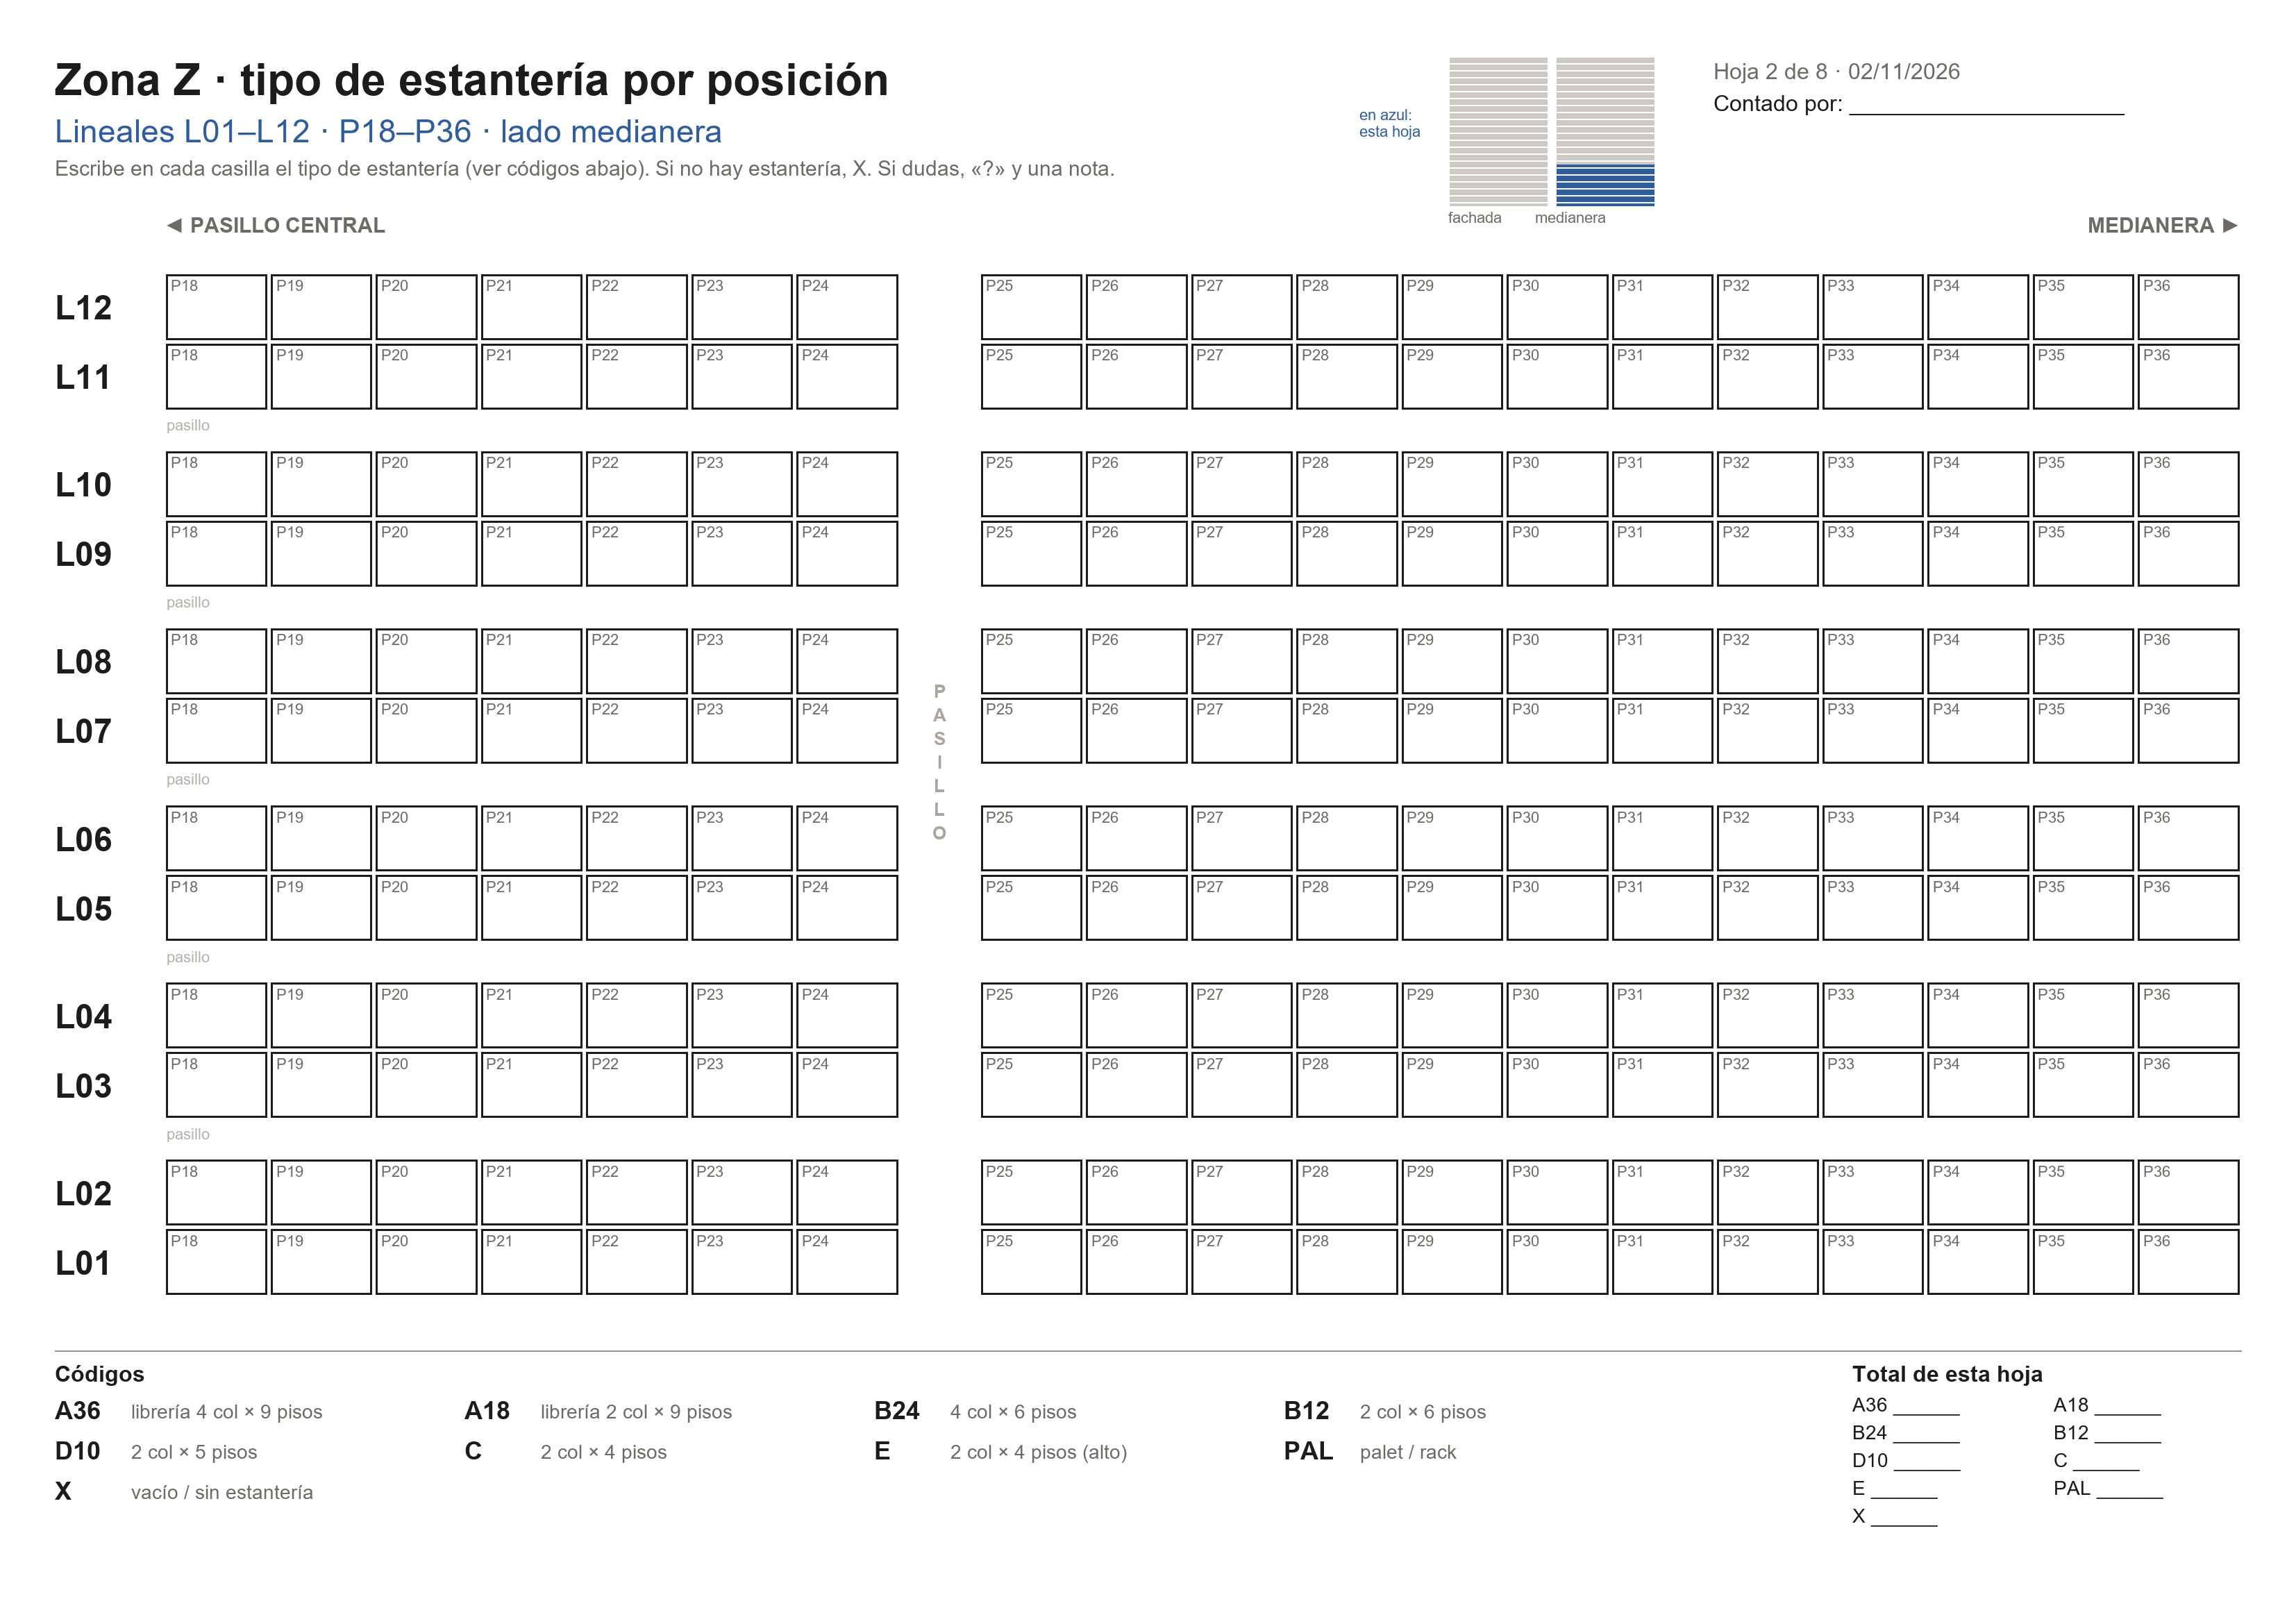 Zona Z · tipo de estantería por posición
Lineales L01–L12 · P18–P36 · lado medianera
Escribe en cada casilla el tipo de estantería (ver códigos abajo). Si no hay estantería, X. Si dudas, «?» y una nota.
en azul:
esta hoja
fachada medianera
Hoja 2 de 8 · 02/11/2026
Contado por: ______________________
◄ PASILLO CENTRAL MEDIANERA ►
L12 P18 P19 P20 P21 P22 P23 P24 P25 P26 P27 P28 P29 P30 P31 P32 P33 P34 P35 P36
L11 P18 P19 P20 P21 P22 P23 P24 P25 P26 P27 P28 P29 P30 P31 P32 P33 P34 P35 P36
pasillo
L10 P18 P19 P20 P21 P22 P23 P24 P25 P26 P27 P28 P29 P30 P31 P32 P33 P34 P35 P36
L09 P18 P19 P20 P21 P22 P23 P24 P25 P26 P27 P28 P29 P30 P31 P32 P33 P34 P35 P36
pasillo
L08 P18 P19 P20 P21 P22 P23 P24 P25 P26 P27 P28 P29 P30 P31 P32 P33 P34 P35 P36
L07 P18 P19 P20 P21 P22 P23 P24 P25 P26 P27 P28 P29 P30 P31 P32 P33 P34 P35 P36
pasillo
PASILLO
L06 P18 P19 P20 P21 P22 P23 P24 P25 P26 P27 P28 P29 P30 P31 P32 P33 P34 P35 P36
L05 P18 P19 P20 P21 P22 P23 P24 P25 P26 P27 P28 P29 P30 P31 P32 P33 P34 P35 P36
pasillo
L04 P18 P19 P20 P21 P22 P23 P24 P25 P26 P27 P28 P29 P30 P31 P32 P33 P34 P35 P36
L03 P18 P19 P20 P21 P22 P23 P24 P25 P26 P27 P28 P29 P30 P31 P32 P33 P34 P35 P36
pasillo
L02 P18 P19 P20 P21 P22 P23 P24 P25 P26 P27 P28 P29 P30 P31 P32 P33 P34 P35 P36
L01 P18 P19 P20 P21 P22 P23 P24 P25 P26 P27 P28 P29 P30 P31 P32 P33 P34 P35 P36
Códigos
A36 librería 4 col × 9 pisos A18 librería 2 col × 9 pisos B24 4 col × 6 pisos B12 2 col × 6 pisos
D10 2 col × 5 pisos C 2 col × 4 pisos E 2 col × 4 pisos (alto) PAL palet / rack
X vacío / sin estantería
Total de esta hoja
A36 ______ A18 ______
B24 ______ B12 ______
D10 ______ C ______
E ______ PAL ______
X ______